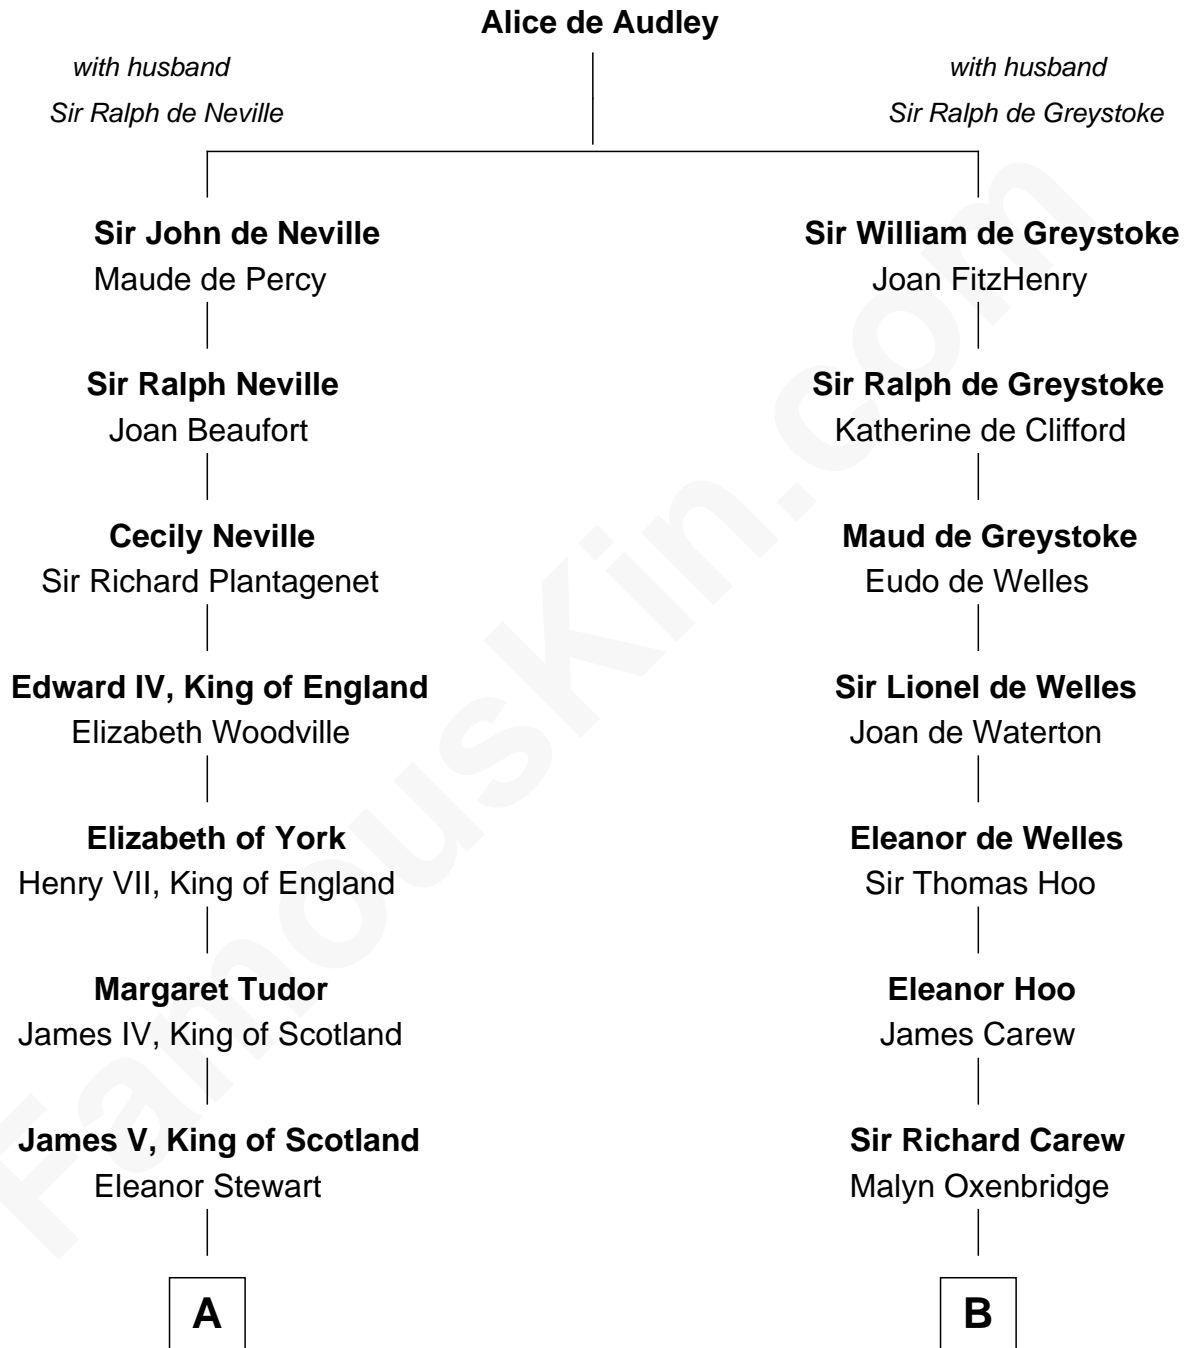 Alice de Audley
with husband
Sir Ralph de Neville
with husband
Sir Ralph de Greystoke
Sir John de Neville
Maude de Percy
Sir William de Greystoke
Joan FitzHenry
Sir Ralph Neville
Joan Beaufort
Sir Ralph de Greystoke
Katherine de Clifford
Cecily Neville
Sir Richard Plantagenet
Maud de Greystoke
Eudo de Welles
Edward IV, King of England
Elizabeth Woodville
Sir Lionel de Welles
Joan de Waterton
Elizabeth of York
Henry VII, King of England
Eleanor de Welles
Sir Thomas Hoo
Margaret Tudor
James IV, King of Scotland
Eleanor Hoo
James Carew
James V, King of Scotland
Eleanor Stewart
Sir Richard Carew
Malyn Oxenbridge
A
B
FamousKin.com